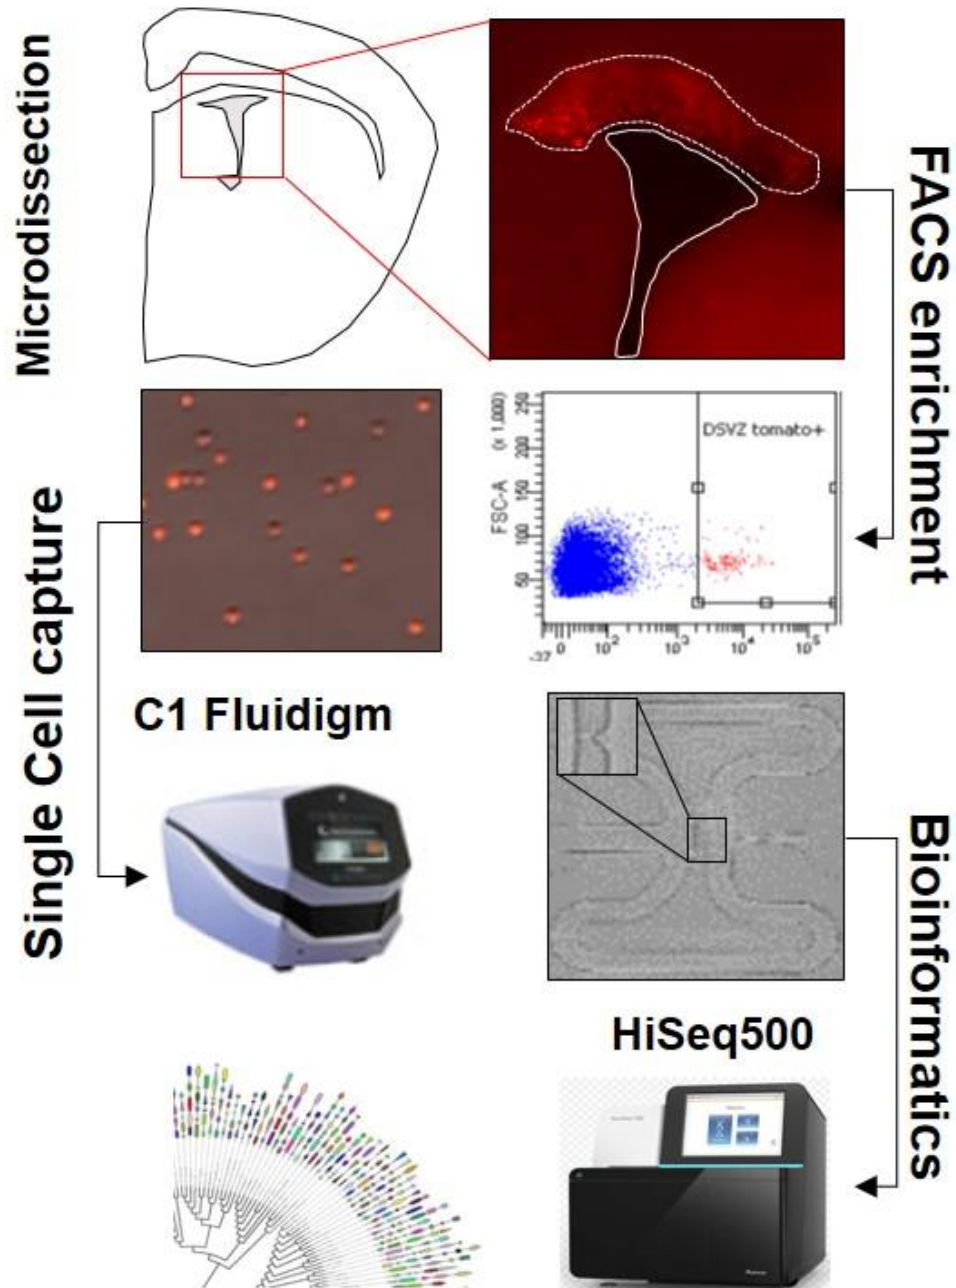 Microdissection
FACS enrichment
DSVZ tomato+
FSC-A
(x 1,000)
250
200
150
100
50
-37
0
10²
10³
10⁴
10⁵
Single Cell capture
C1 Fluidigm
Bioinformatics
HiSeq500